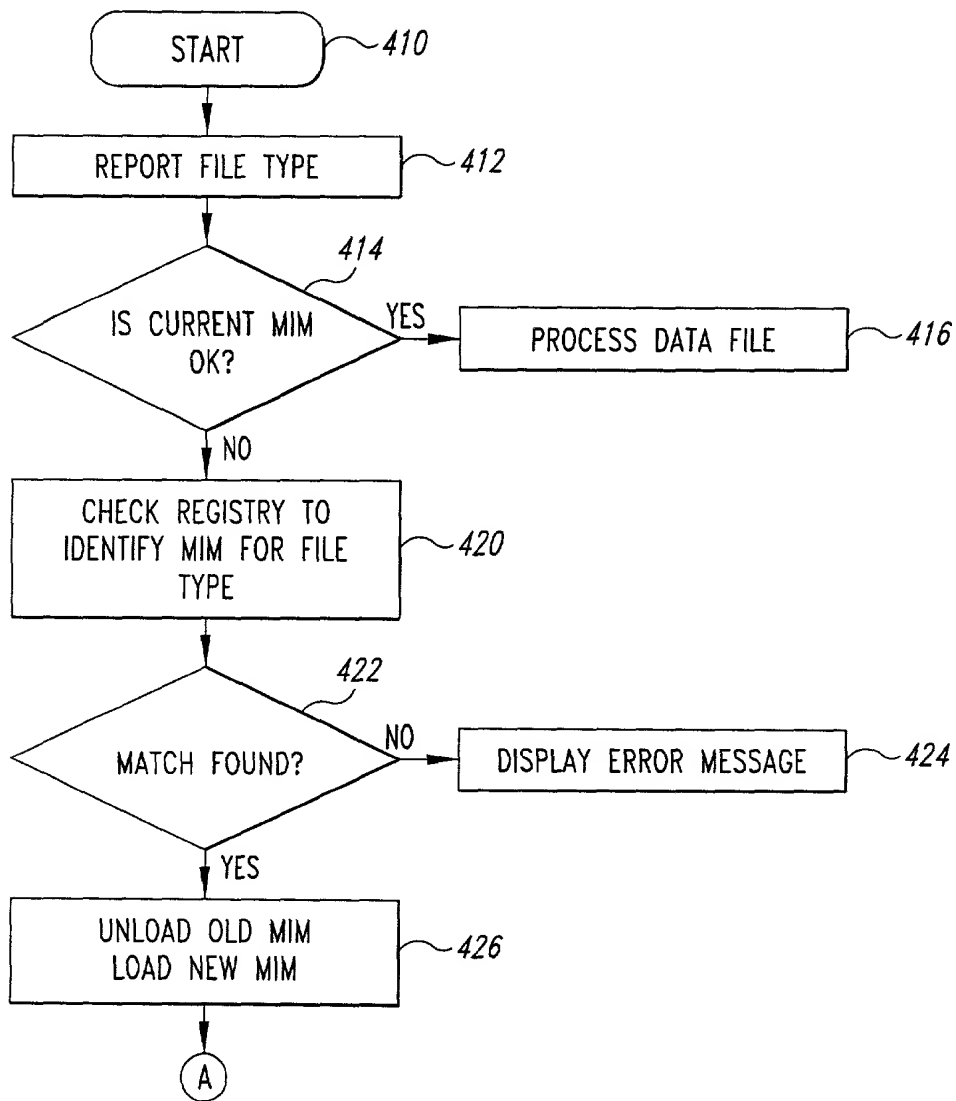 START
410
REPORT FILE TYPE
412
414
IS CURRENT MIM
OK?
YES
PROCESS DATA FILE
416
NO
CHECK REGISTRY TO
IDENTIFY MIM FOR FILE
TYPE
420
422
MATCH FOUND?
NO
DISPLAY ERROR MESSAGE
424
YES
UNLOAD OLD MIM
LOAD NEW MIM
426
A